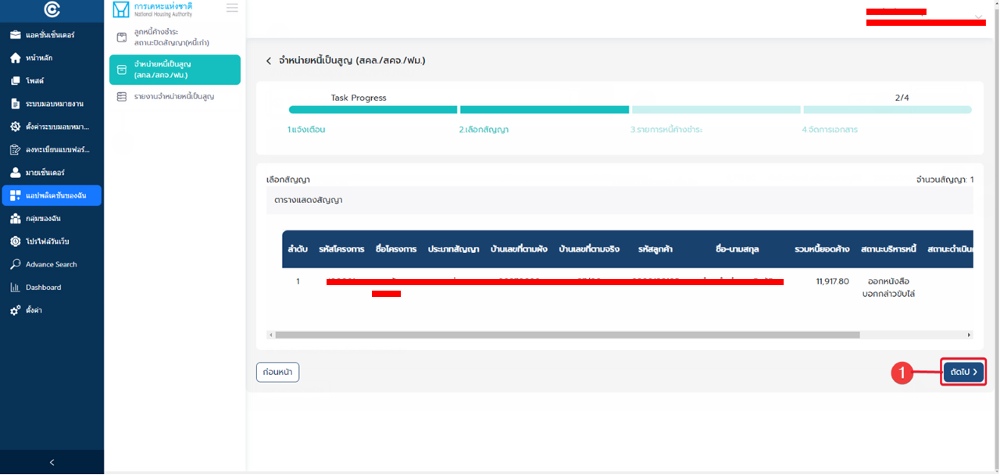 แอคชั่นเซ็นเตอร์
หน้าหลัก
โพสต์
ระบบมอบหมายงาน
ตั้งค่าระบบมอบหมา...
ลงทะเบียนแบบฟอร์...
มายเซ็นเตอร์
แอปพลิเคชันของฉัน
กลุ่มของฉัน
โปรไฟล์วันเว็บ
Advance Search
Dashboard
ตั้งค่า
การเคหะแห่งชาติ
National Housing Authority
ลูกหนี้ค้างชำระ
สถานะปิดสัญญา(หนี้เก่า)
จำหน่ายหนี้เป็นสูญ
(สคล./สคจ./ฟม.)
รายงานจำหน่ายหนี้เป็นสูญ
จำหน่ายหนี้เป็นสูญ (สคล./สคจ./ฟม.)
Task Progress 2/4
1 แจ้งเตือน 2 เลือกสัญญา 3 รายการหนี้ค้างชำระ 4 จัดการเอกสาร
เลือกสัญญา จำนวนสัญญา: 1
ตารางแสดงสัญญา
ลำดับ รหัสโครงการ ชื่อโครงการ ประเภทสัญญา บ้านเลขที่ตามผัง บ้านเลขที่ตามจริง รหัสลูกค้า ชื่อ-นามสกุล รวมหนี้ยอดค้าง สถานะบริหารหนี้ สถานะดำเนิน
1 11,917.80 ออกหนังสือ
บอกกล่าวขับไล่
ก่อนหน้า 1 ถัดไป